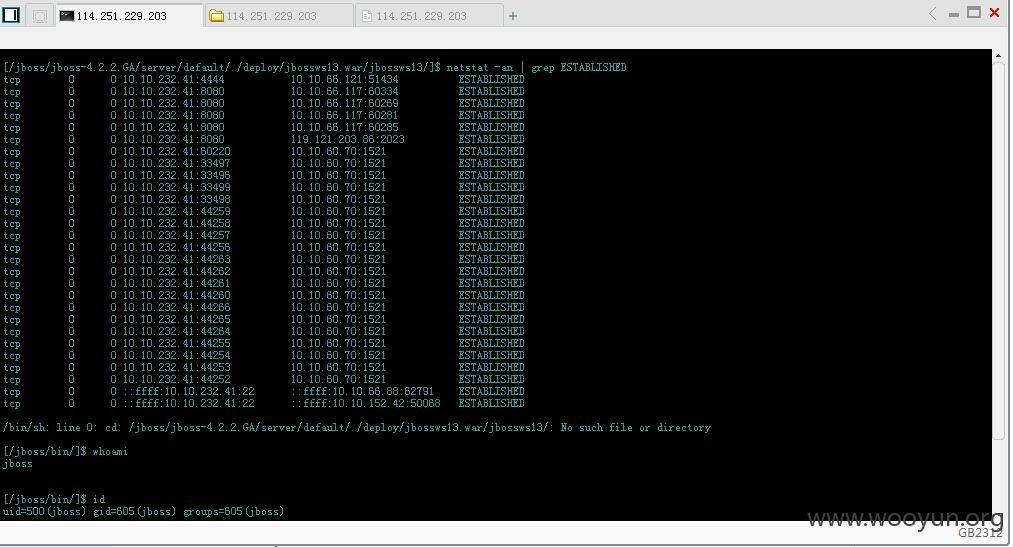 114.251.229.203
114.251.229.203
114.251.229.203
[/jboss/jboss-4.2.2.GA/server/default/./deploy/jbossws13.war/jbossws13/]$ netstat -an | grep ESTABLISHED
tcp 0 0 10.10.232.41:4444 10.10.66.121:51434 ESTABLISHED
tcp 0 0 10.10.232.41:8080 10.10.66.117:60334 ESTABLISHED
tcp 0 0 10.10.232.41:8080 10.10.66.117:60269 ESTABLISHED
tcp 0 0 10.10.232.41:8080 10.10.66.117:60281 ESTABLISHED
tcp 0 0 10.10.232.41:8080 10.10.66.117:60285 ESTABLISHED
tcp 0 0 10.10.232.41:8080 119.121.203.86:2023 ESTABLISHED
tcp 0 0 10.10.232.41:60220 10.10.60.70:1521 ESTABLISHED
tcp 0 0 10.10.232.41:33497 10.10.60.70:1521 ESTABLISHED
tcp 0 0 10.10.232.41:33496 10.10.60.70:1521 ESTABLISHED
tcp 0 0 10.10.232.41:33499 10.10.60.70:1521 ESTABLISHED
tcp 0 0 10.10.232.41:33498 10.10.60.70:1521 ESTABLISHED
tcp 0 0 10.10.232.41:44259 10.10.60.70:1521 ESTABLISHED
tcp 0 0 10.10.232.41:44258 10.10.60.70:1521 ESTABLISHED
tcp 0 0 10.10.232.41:44257 10.10.60.70:1521 ESTABLISHED
tcp 0 0 10.10.232.41:44256 10.10.60.70:1521 ESTABLISHED
tcp 0 0 10.10.232.41:44263 10.10.60.70:1521 ESTABLISHED
tcp 0 0 10.10.232.41:44262 10.10.60.70:1521 ESTABLISHED
tcp 0 0 10.10.232.41:44261 10.10.60.70:1521 ESTABLISHED
tcp 0 0 10.10.232.41:44260 10.10.60.70:1521 ESTABLISHED
tcp 0 0 10.10.232.41:44266 10.10.60.70:1521 ESTABLISHED
tcp 0 0 10.10.232.41:44265 10.10.60.70:1521 ESTABLISHED
tcp 0 0 10.10.232.41:44264 10.10.60.70:1521 ESTABLISHED
tcp 0 0 10.10.232.41:44255 10.10.60.70:1521 ESTABLISHED
tcp 0 0 10.10.232.41:44254 10.10.60.70:1521 ESTABLISHED
tcp 0 0 10.10.232.41:44253 10.10.60.70:1521 ESTABLISHED
tcp 0 0 10.10.232.41:44252 10.10.60.70:1521 ESTABLISHED
tcp 0 0 ::ffff:10.10.232.41:22 ::ffff:10.10.66.88:62791 ESTABLISHED
tcp 0 0 ::ffff:10.10.232.41:22 ::ffff:10.10.152.42:50068 ESTABLISHED
/bin/sh: line 0: cd: /jboss/jboss-4.2.2.GA/server/default/./deploy/jbossws13.war/jbossws13/: No such file or directory
[/jboss/bin/]$ whoami
jboss
[/jboss/bin/]$ id
uid=500(jboss) gid=605(jboss) groups=605(jboss)
www.wooyun.org
GB2312